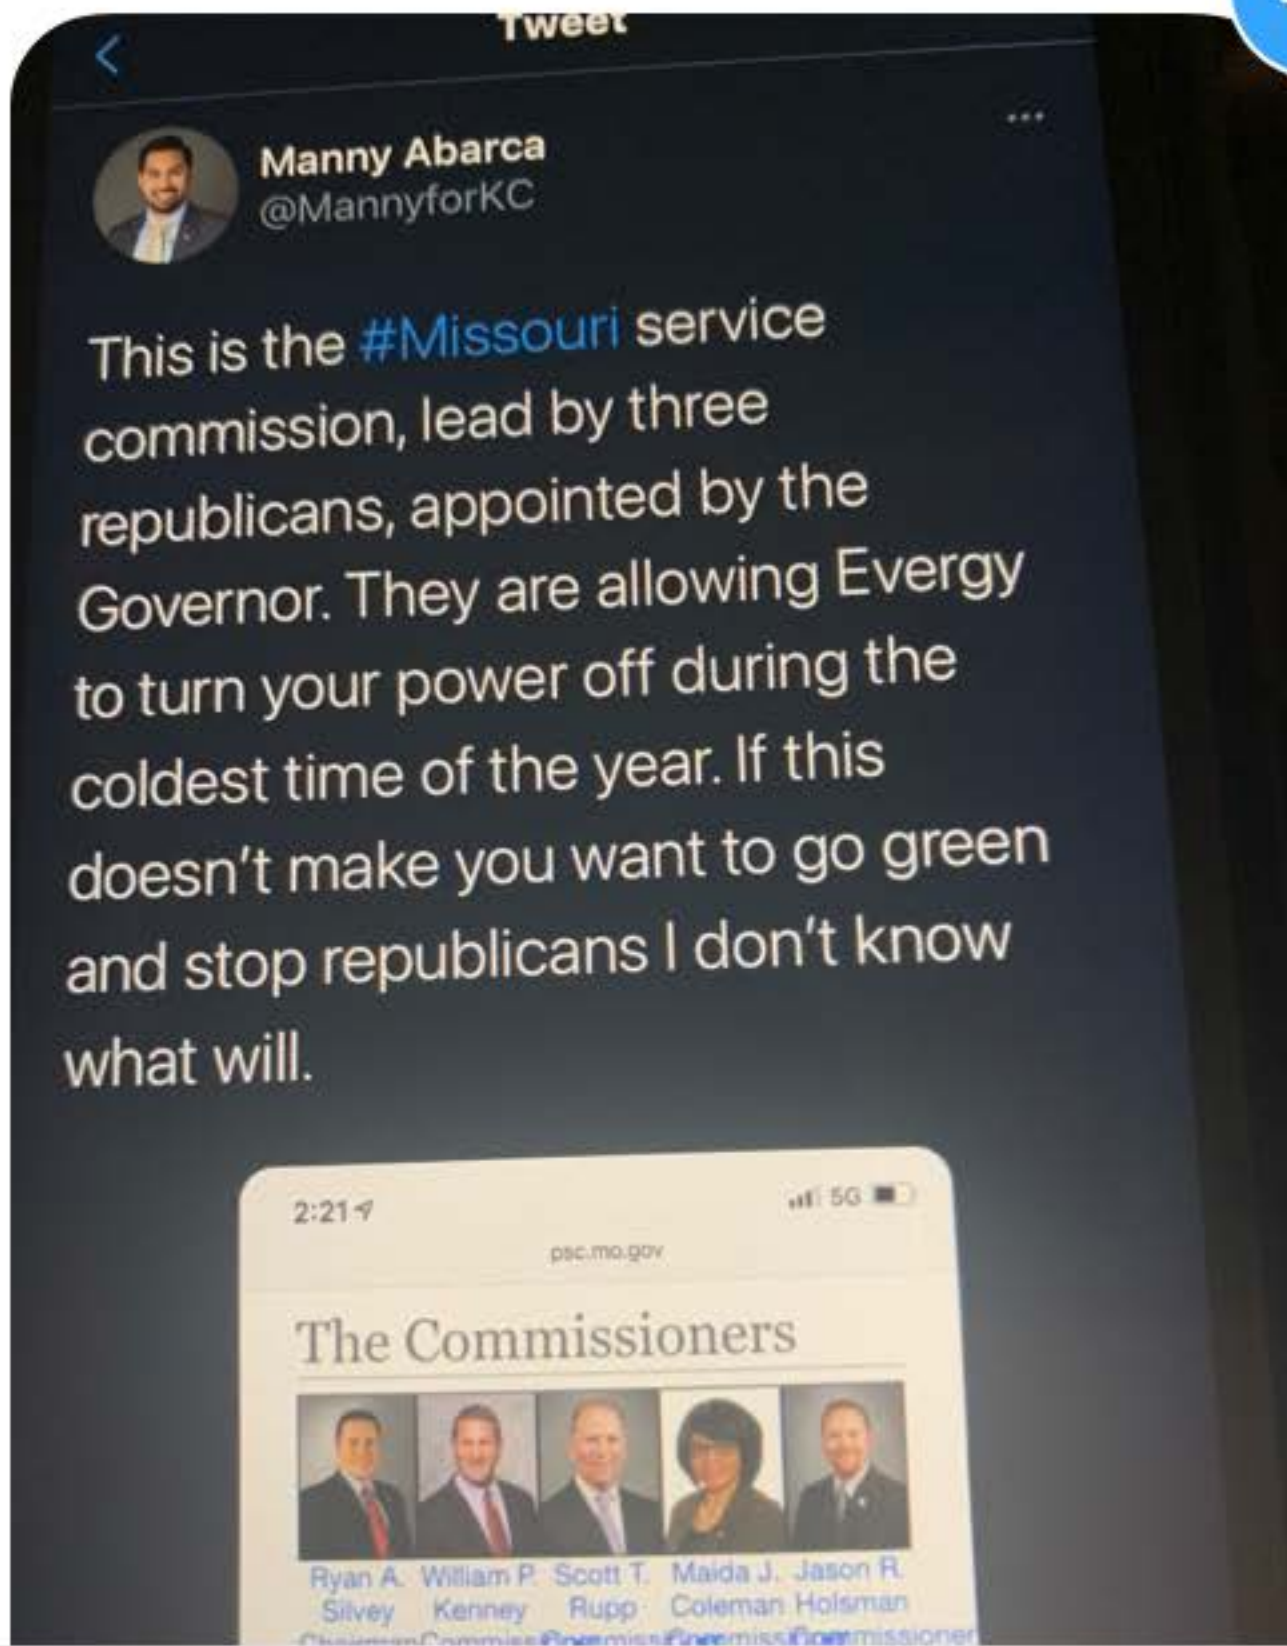 Tweet
Manny Abarca
@MannyforKC
This is the #Missouri service
commission, lead by three
republicans, appointed by the
Governor. They are allowing Evergy
to turn your power off during the
coldest time of the year. If this
doesn't make you want to go green
and stop republicans I don't know
what will.
2:21 5G
psc.mo.gov
The Commissioners
Ryan A. William P. Scott T. Maida J. Jason R.
Silvey Kenney Rupp Coleman Holsman